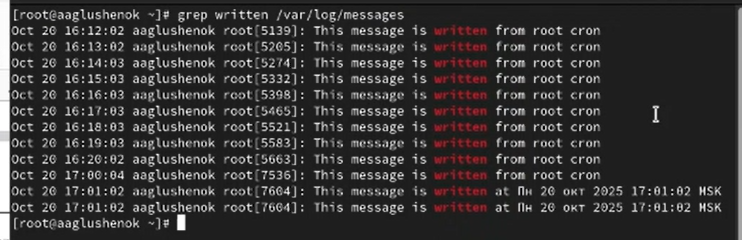 [root@aaglushenok ~]# grep written /var/log/messages
Oct 20 16:12:02 aaglushenok root[5139]: This message is written from root cron
Oct 20 16:13:02 aaglushenok root[5205]: This message is written from root cron
Oct 20 16:14:03 aaglushenok root[5274]: This message is written from root cron
Oct 20 16:15:03 aaglushenok root[5332]: This message is written from root cron
Oct 20 16:16:03 aaglushenok root[5398]: This message is written from root cron
Oct 20 16:17:03 aaglushenok root[5465]: This message is written from root cron
Oct 20 16:18:03 aaglushenok root[5521]: This message is written from root cron
Oct 20 16:19:03 aaglushenok root[5583]: This message is written from root cron
Oct 20 16:20:02 aaglushenok root[5663]: This message is written from root cron
Oct 20 17:00:04 aaglushenok root[7536]: This message is written from root cron
Oct 20 17:01:02 aaglushenok root[7604]: This message is written at Пн 20 окт 2025 17:01:02 MSK
Oct 20 17:01:02 aaglushenok root[7604]: This message is written at Пн 20 окт 2025 17:01:02 MSK
[root@aaglushenok ~]#